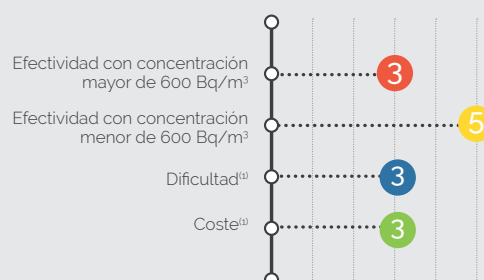 Efectividad con concentración
mayor de 600 Bq/m³
3
Efectividad con concentración
menor de 600 Bq/m³
5
Dificultad⁽¹⁾
3
Coste⁽¹⁾
3